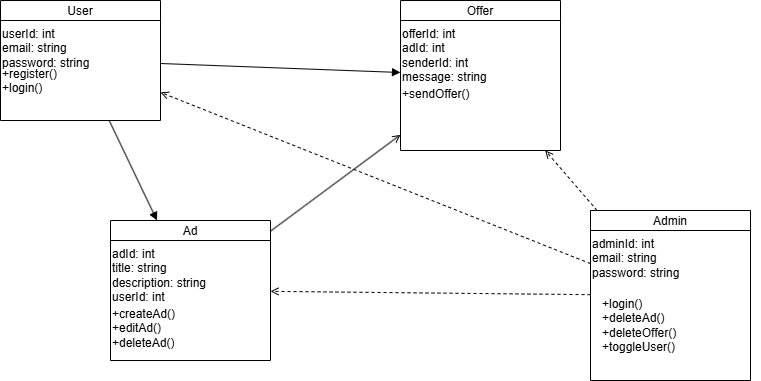 User
userId: int
email: string
password: string
+register()
+login()
Offer
offerId: int
adId: int
senderId: int
message: string
+sendOffer()
Ad
adId: int
title: string
description: string
userId: int
+createAd()
+editAd()
+deleteAd()
Admin
adminId: int
email: string
password: string
+login()
+deleteAd()
+deleteOffer()
+toggleUser()